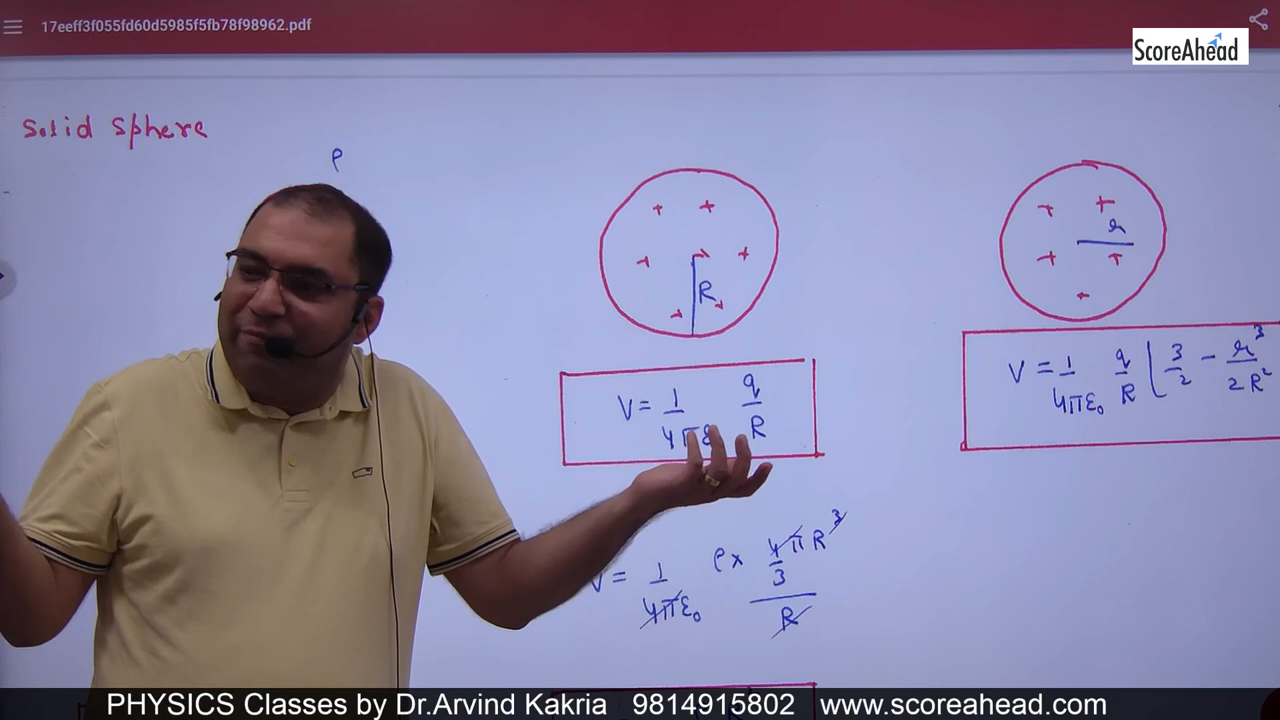 17eeff3f055fd60d5985f5fb78f98962.pdf
ScoreAhead
Solid Sphere
ρ
R
r
V = 1/4πε q/R
V = 1/4πε₀ q/R [ 3/2 − r³/2R²
V = 1/4πε₀ ρ × 4/3 πR³ / R
PHYSICS Classes by Dr.Arvind Kakria 9814915802 www.scoreahead.com